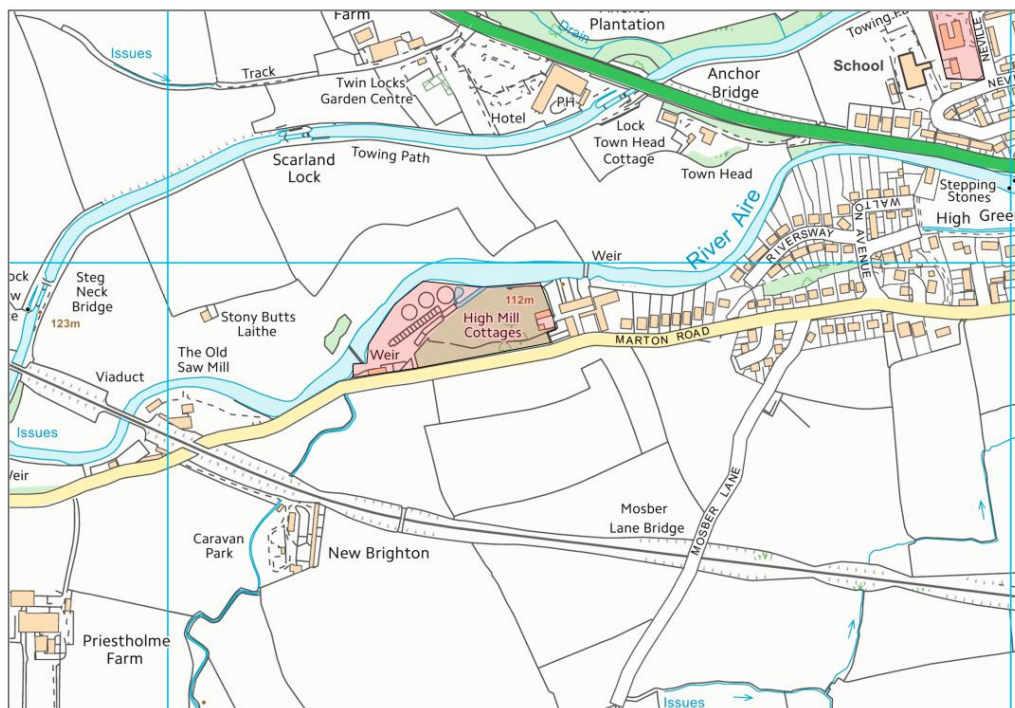 Farm
Plantation
Drain
Issues
Track
Towing
NEVILLE
School
Twin Locks
Garden Centre
PH
Hotel
Anchor
Bridge
Scarland
Lock
Towing Path
Lock
Town Head
Cottage
Town Head
River Aire
Stepping
Stones
High Green
WALTON AVENUE
RIVERSWAY
Weir
Steg
Neck
Bridge
123m
Stony Butts
Laithe
112m
High Mill
Cottages
Weir
MARTON ROAD
The Old
Saw Mill
Viaduct
Issues
Caravan
Park
New Brighton
Mosber
Lane Bridge
MOSBER LANE
Priestholme
Farm
Issues